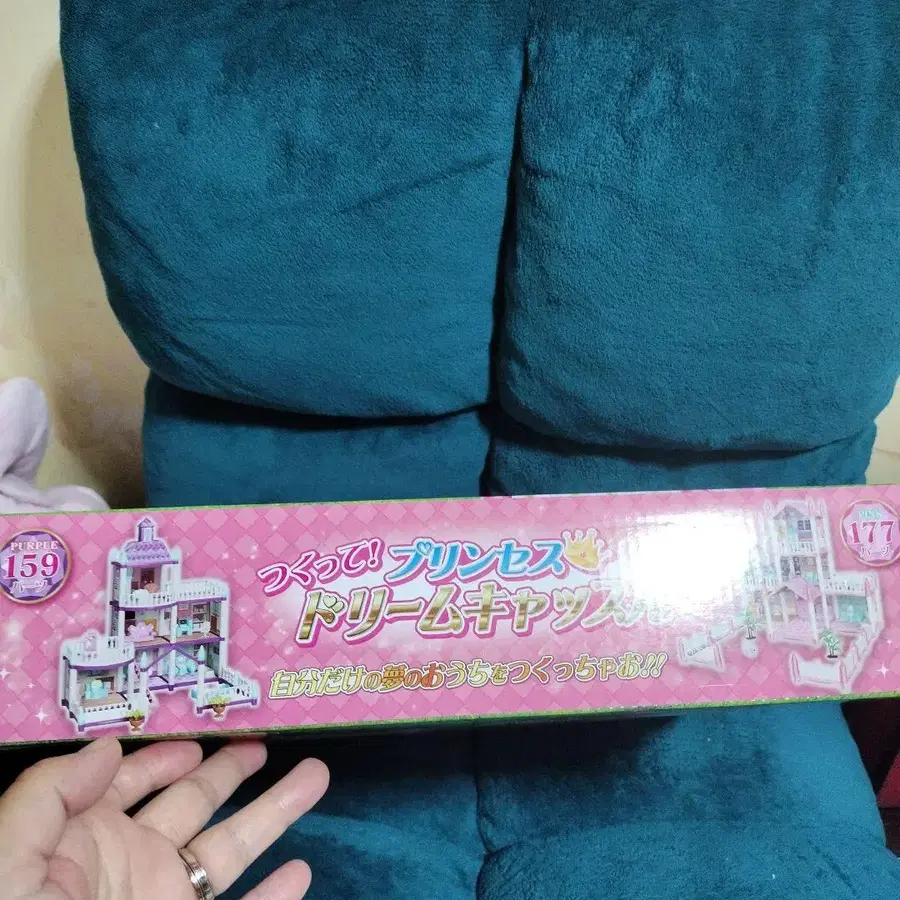 PURPLE
159
パーツ
つくって!
プリンセス
ドリームキャッスル
自分だけの夢のおうちをつくっちゃお!!
PINK
177
パーツ